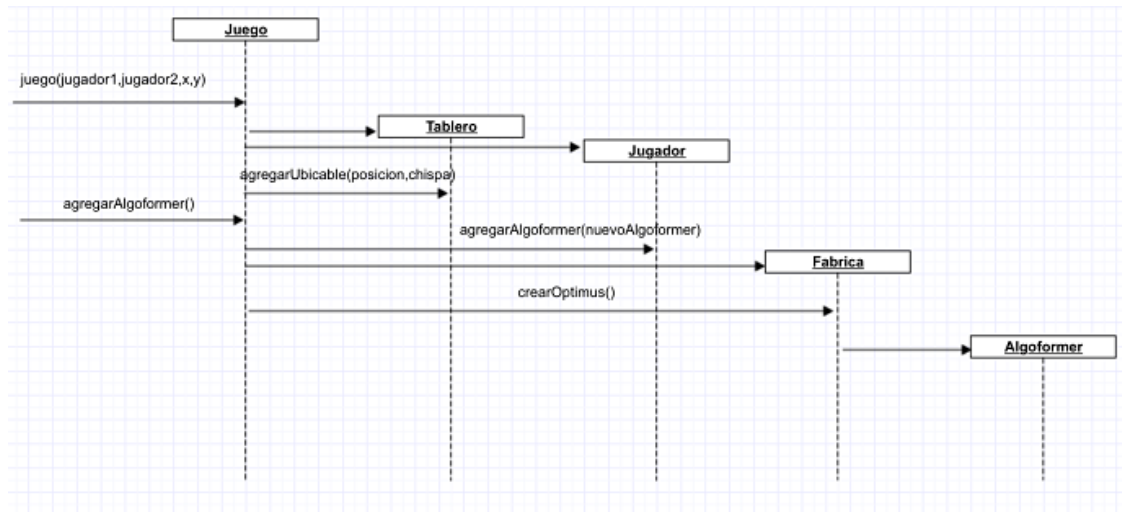 Juego
juego(jugador1,jugador2,x,y)
Tablero
Jugador
agregarUbicable(posicion,chispa)
agregarAlgoformer()
agregarAlgoformer(nuevoAlgoformer)
Fabrica
crearOptimus()
Algoformer